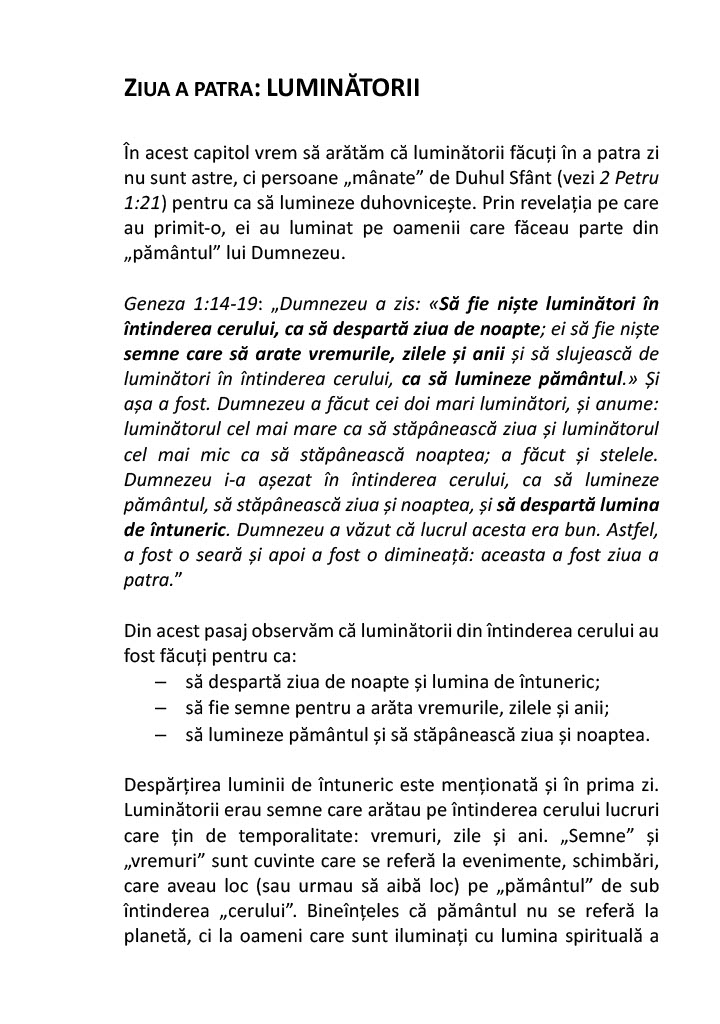 ZIUA A PATRA: LUMINĂTORII
În acest capitol vrem să arătăm că luminătorii făcuți în a patra zi
nu sunt astre, ci persoane „mânate” de Duhul Sfânt (vezi 2 Petru
1:21) pentru ca să lumineze duhovnicește. Prin revelația pe care
au primit-o, ei au luminat pe oamenii care făceau parte din
„pământul” lui Dumnezeu.
Geneza 1:14-19: „Dumnezeu a zis: «Să fie niște luminători în
întinderea cerului, ca să despartă ziua de noapte; ei să fie niște
semne care să arate vremurile, zilele și anii și să slujească de
luminători în întinderea cerului, ca să lumineze pământul.» Și
așa a fost. Dumnezeu a făcut cei doi mari luminători, și anume:
luminătorul cel mai mare ca să stăpânească ziua și luminătorul
cel mai mic ca să stăpânească noaptea; a făcut și stelele.
Dumnezeu i-a așezat în întinderea cerului, ca să lumineze
pământul, să stăpânească ziua și noaptea, și să despartă lumina
de întuneric. Dumnezeu a văzut că lucrul acesta era bun. Astfel,
a fost o seară și apoi a fost o dimineață: aceasta a fost ziua a
patra.”
Din acest pasaj observăm că luminătorii din întinderea cerului au
fost făcuți pentru ca:
– să despartă ziua de noapte și lumina de întuneric;
– să fie semne pentru a arăta vremurile, zilele și anii;
– să lumineze pământul și să stăpânească ziua și noaptea.
Despărțirea luminii de întuneric este menționată și în prima zi.
Luminătorii erau semne care arătau pe întinderea cerului lucruri
care țin de temporalitate: vremuri, zile și ani. „Semne” și
„vremuri” sunt cuvinte care se referă la evenimente, schimbări,
care aveau loc (sau urmau să aibă loc) pe „pământul” de sub
întinderea „cerului”. Bineînțeles că pământul nu se referă la
planetă, ci la oameni care sunt iluminați cu lumina spirituală a